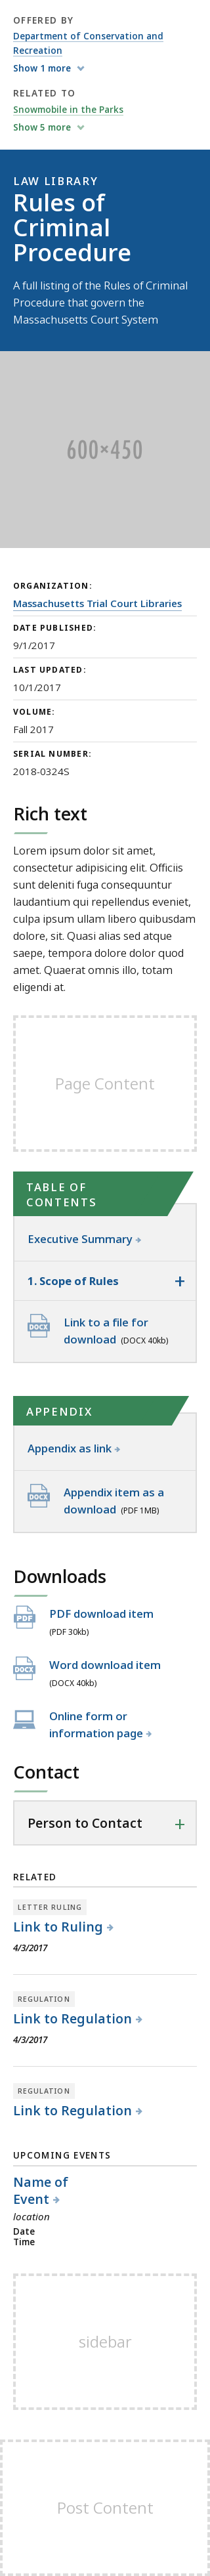 OFFERED BY
Department of Conservation and
Recreation
Show 1 more
RELATED TO
Snowmobile in the Parks
Show 5 more
LAW LIBRARY
Rules of
Criminal
Procedure
A full listing of the Rules of Criminal
Procedure that govern the
Massachusetts Court System
600×450
ORGANIZATION:
Massachusetts Trial Court Libraries
DATE PUBLISHED:
9/1/2017
LAST UPDATED:
10/1/2017
VOLUME:
Fall 2017
SERIAL NUMBER:
2018-0324S
Rich text
Lorem ipsum dolor sit amet,
consectetur adipisicing elit. Officiis
sunt deleniti fuga consequuntur
laudantium qui repellendus eveniet,
culpa ipsum ullam libero quibusdam
dolore, sit. Quasi alias sed atque
saepe, tempora dolore dolor quod
amet. Quaerat omnis illo, totam
eligendi at.
Page Content
TABLE OF
CONTENTS
Executive Summary
1. Scope of Rules
DOCX
Link to a file for
download (DOCX 40kb)
APPENDIX
Appendix as link
DOCX
Appendix item as a
download (PDF 1MB)
Downloads
PDF
PDF download item
(PDF 30kb)
DOCX
Word download item
(DOCX 40kb)
Online form or
information page
Contact
Person to Contact
RELATED
LETTER RULING
Link to Ruling
4/3/2017
REGULATION
Link to Regulation
4/3/2017
REGULATION
Link to Regulation
UPCOMING EVENTS
Name of
Event
location
Date
Time
sidebar
Post Content